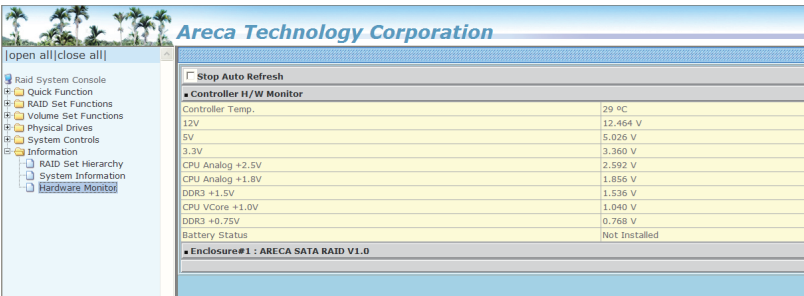 Areca Technology Corporation
|open all|close all|
Raid System Console
Quick Function
RAID Set Functions
Volume Set Functions
Physical Drives
System Controls
Information
RAID Set Hierarchy
System Information
Hardware Monitor
Stop Auto Refresh
Controller H/W Monitor
Controller Temp. 29 ºC
12V 12.464 V
5V 5.026 V
3.3V 3.360 V
CPU Analog +2.5V 2.592 V
CPU Analog +1.8V 1.856 V
DDR3 +1.5V 1.536 V
CPU VCore +1.0V 1.040 V
DDR3 +0.75V 0.768 V
Battery Status Not Installed
Enclosure#1 : ARECA SATA RAID V1.0